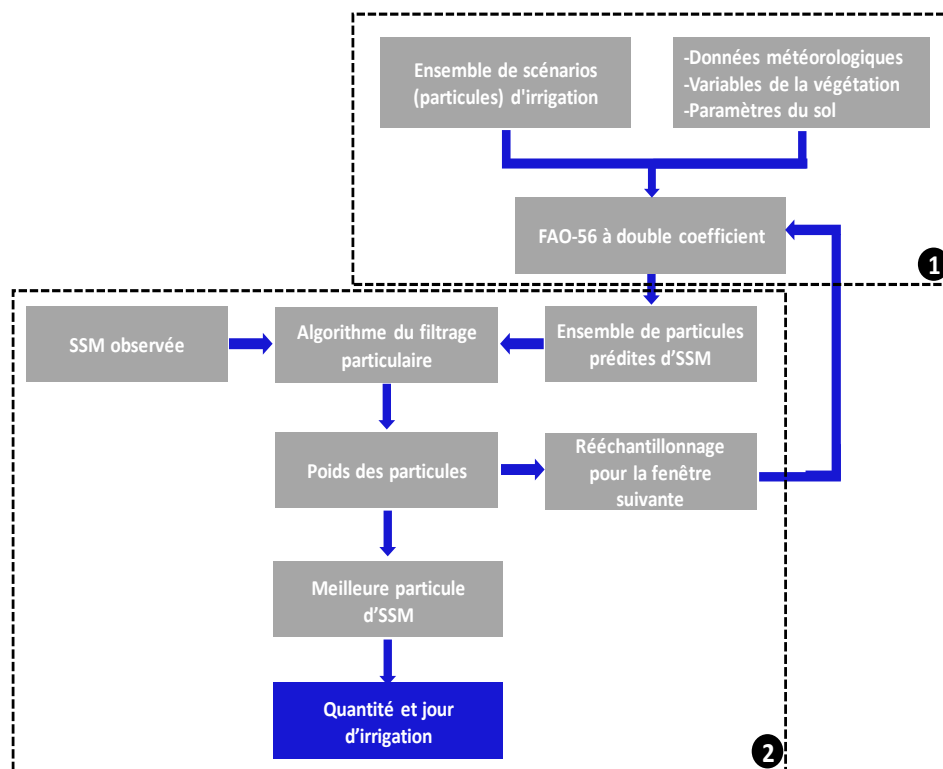 Ensemble de scénarios
(particules) d'irrigation
-Données météorologiques
-Variables de la végétation
-Paramètres du sol
FAO-56 à double coefficient
1
SSM observée
Algorithme du filtrage
particulaire
Ensemble de particules
prédites d’SSM
Poids des particules
Rééchantillonnage
pour la fenêtre
suivante
Meilleure particule
d’SSM
Quantité et jour
d’irrigation
2